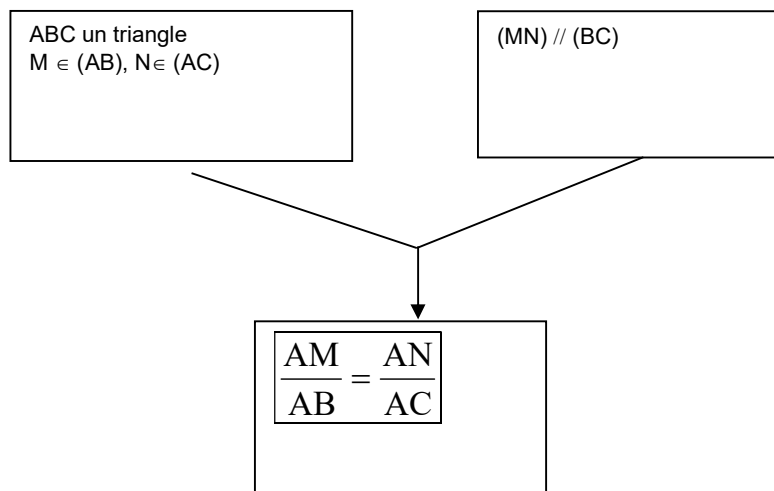 ABC un triangle
M ∈ (AB), N∈ (AC)
(MN) // (BC)
AM/AB = AN/AC